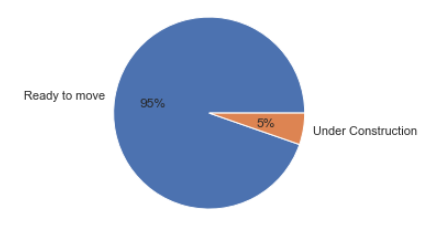 Ready to move
95%
5%
Under Construction